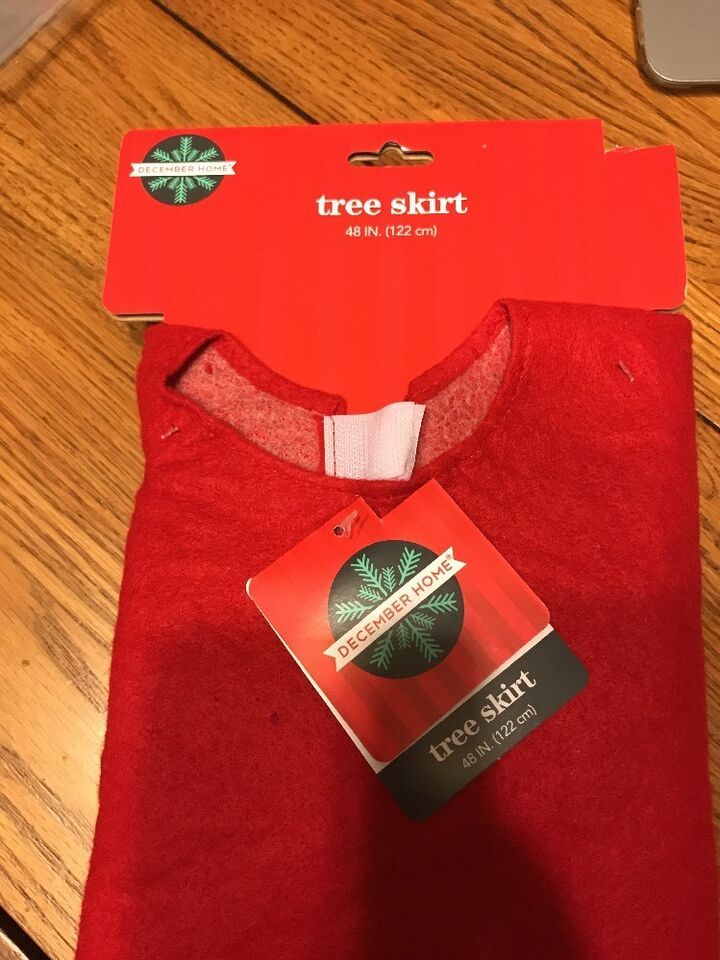 DECEMBER HOME®
tree skirt
48 IN. (122 cm)
DECEMBER HOME®
tree skirt
48 IN. (122 cm)